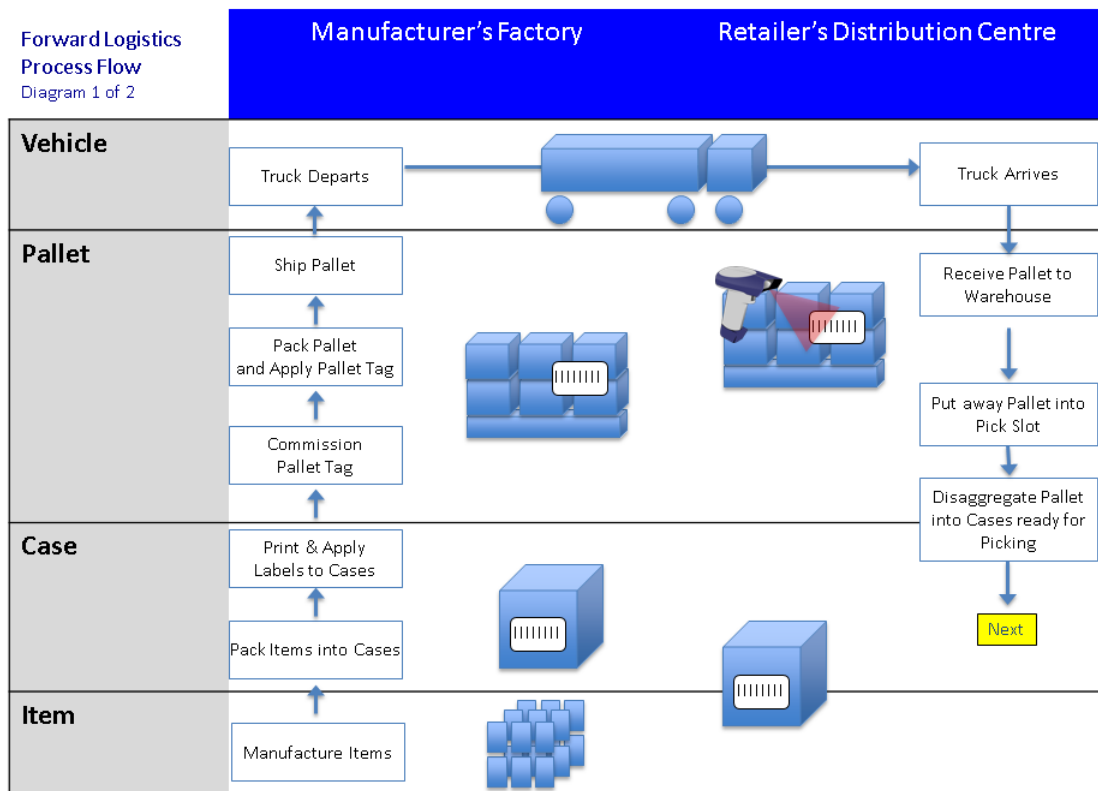 Forward Logistics
Process Flow
Diagram 1 of 2
Manufacturer's Factory
Retailer's Distribution Centre
Vehicle
Truck Departs
Truck Arrives
Pallet
Ship Pallet
Receive Pallet to
Warehouse
Pack Pallet
and Apply Pallet Tag
Put away Pallet into
Pick Slot
Commission
Pallet Tag
Disaggregate Pallet
into Cases ready for
Picking
Case
Print & Apply
Labels to Cases
Next
Pack Items into Cases
Item
Manufacture Items